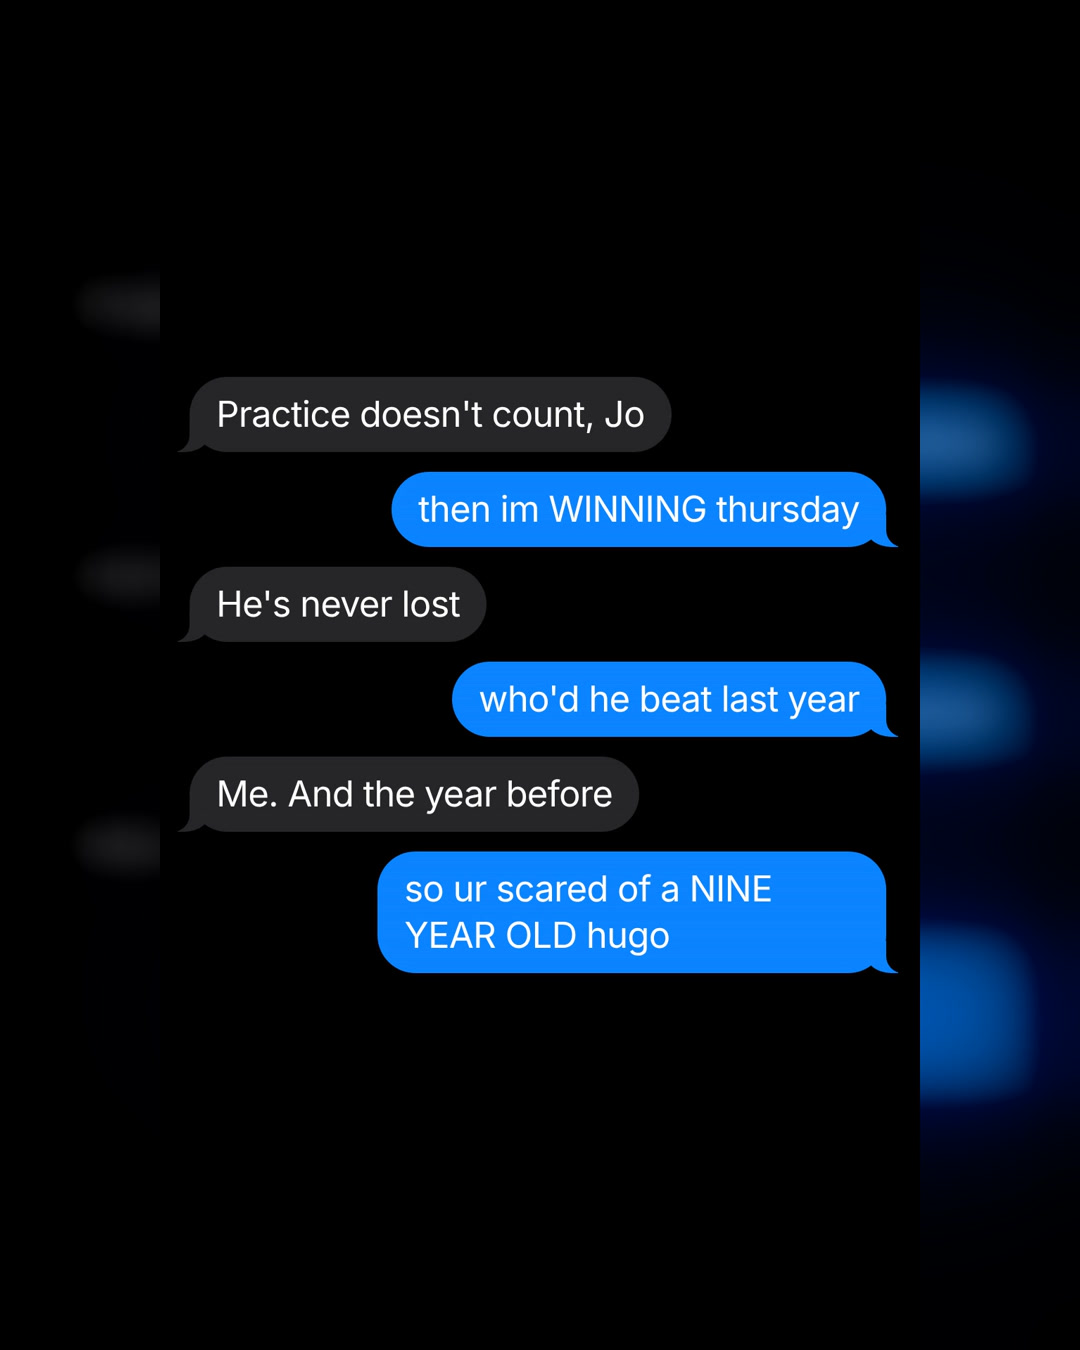 Practice doesn't count, Jo
then im WINNING thursday
He's never lost
who'd he beat last year
Me. And the year before
so ur scared of a NINE
YEAR OLD hugo